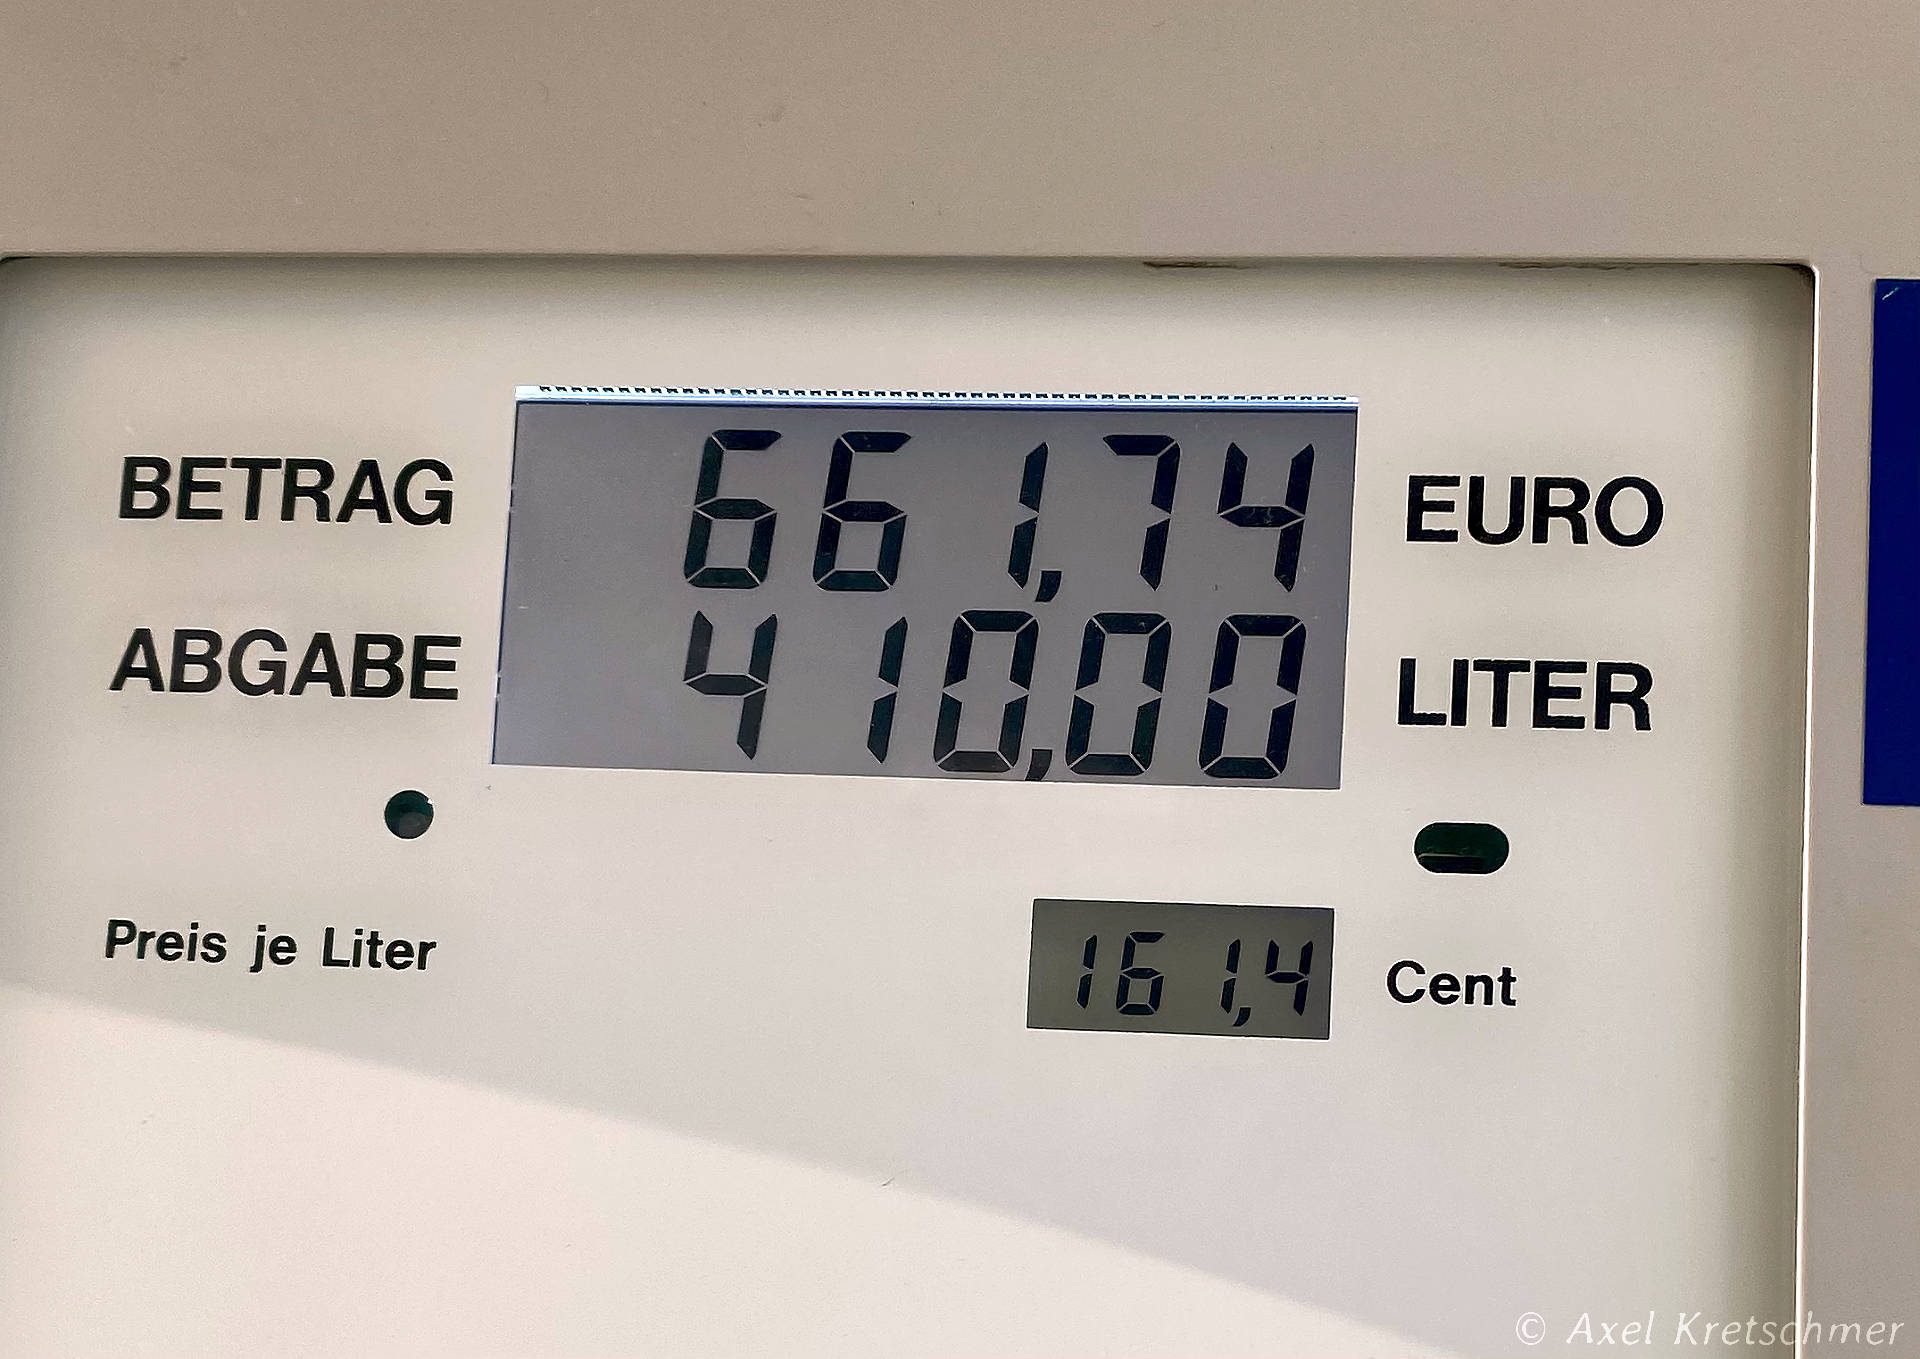 BETRAG 661,74 EURO
ABGABE 410,00 LITER
Preis je Liter 161,4 Cent
© Axel Kretschmer